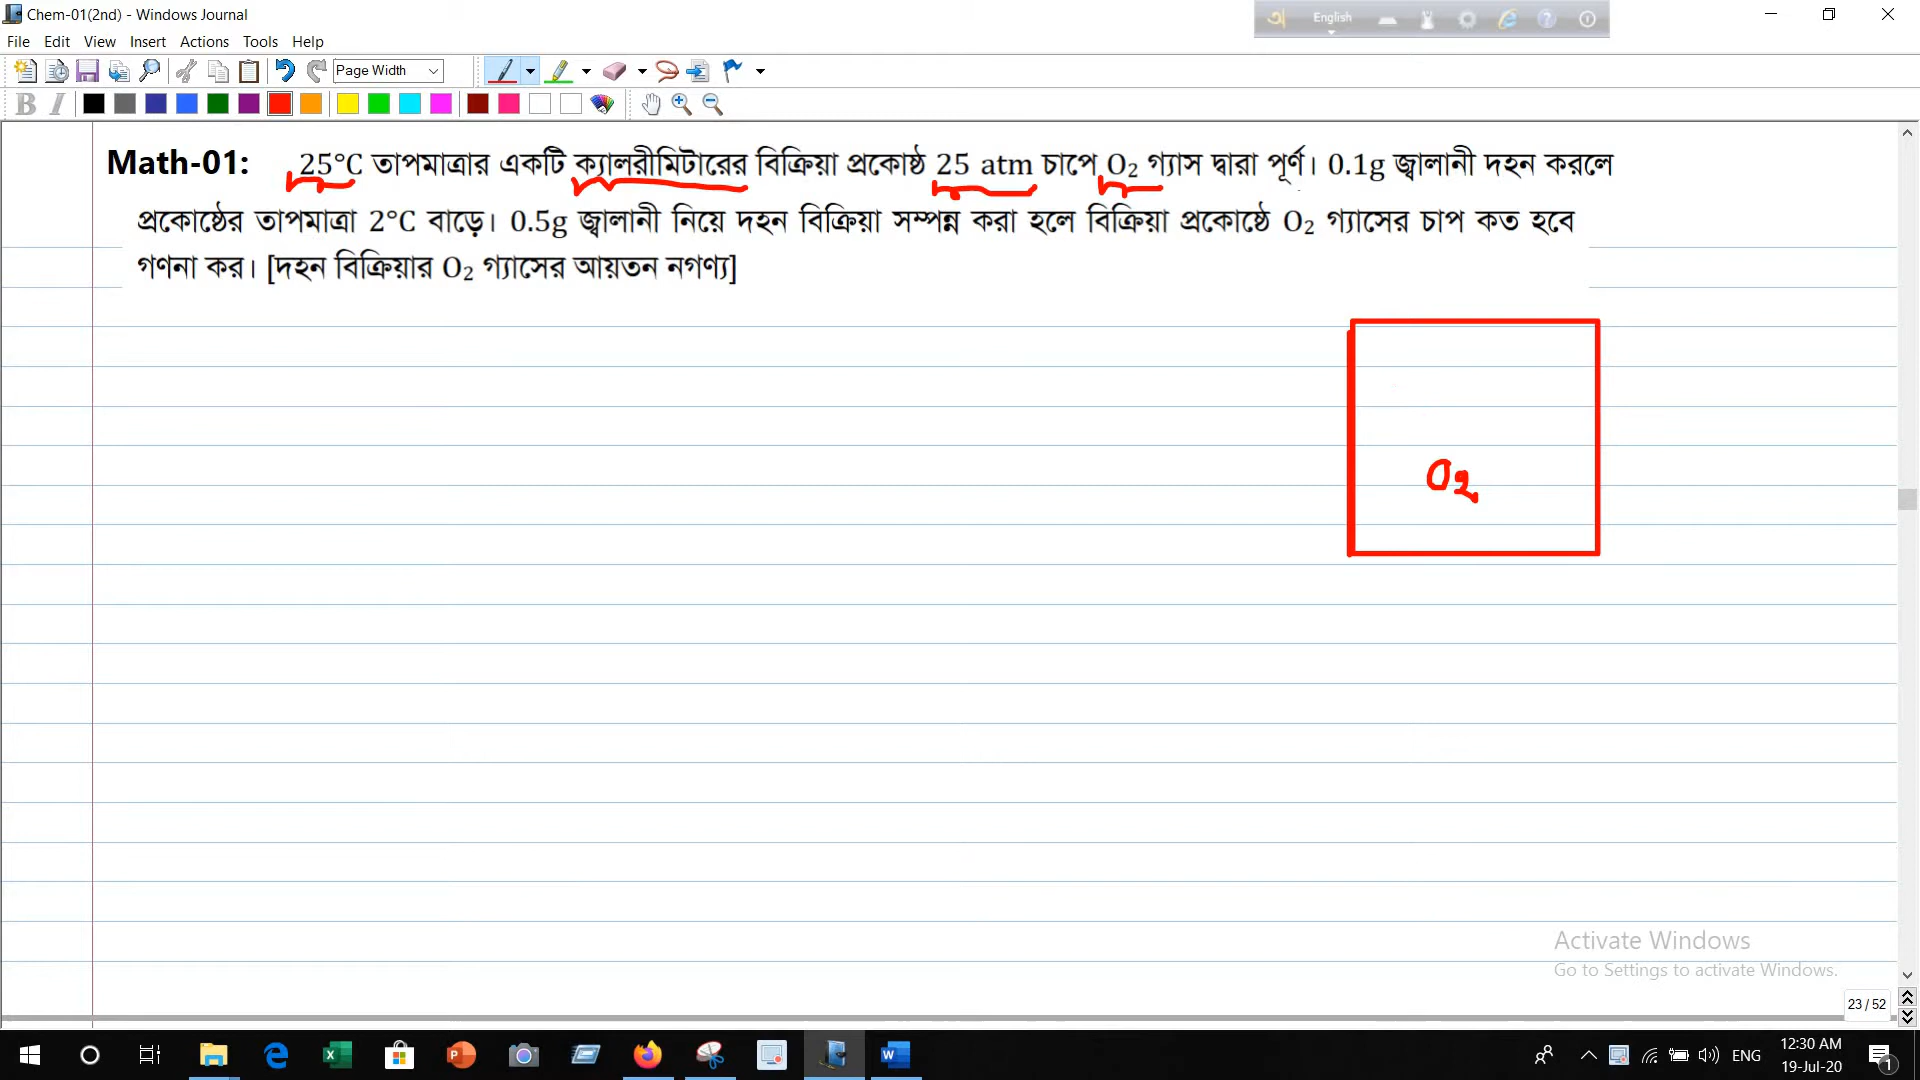 Chem-01(2nd) - Windows Journal
English
File Edit View Insert Actions Tools Help
Page Width
B I
Math-01: 25°C তাপমাত্রার একটি ক্যালরীমিটারের বিক্রিয়া প্রকোষ্ঠ 25 atm চাপে O₂ গ্যাস দ্বারা পূর্ণ। 0.1g জ্বালানী দহন করলে
প্রকোষ্ঠের তাপমাত্রা 2°C বাড়ে। 0.5g জ্বালানী নিয়ে দহন বিক্রিয়া সম্পন্ন করা হলে বিক্রিয়া প্রকোষ্ঠে O₂ গ্যাসের চাপ কত হবে
গণনা কর। [দহন বিক্রিয়ার O₂ গ্যাসের আয়তন নগণ্য]
O₂
Activate Windows
Go to Settings to activate Windows.
23 / 52
12:30 AM
ENG
19-Jul-20
1